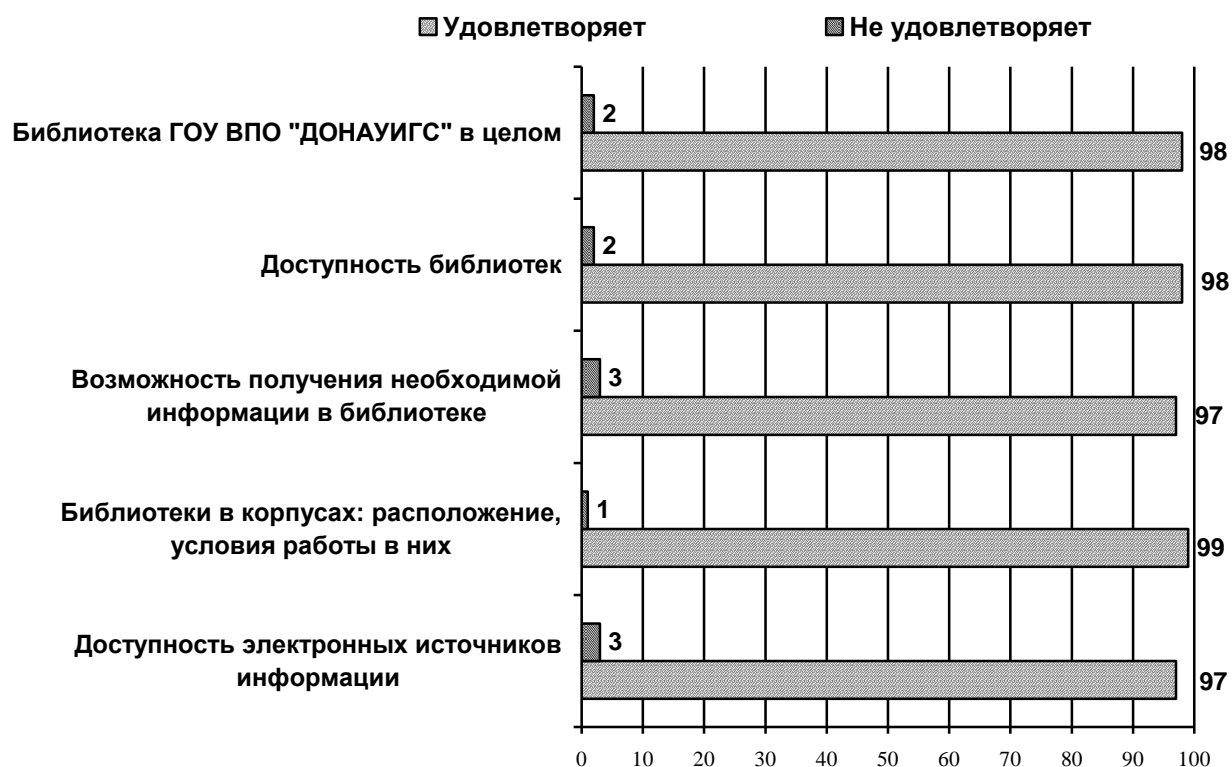 Удовлетворяет Не удовлетворяет
Библиотека ГОУ ВПО "ДОНАУИГС" в целом
2
98
Доступность библиотек
2
98
Возможность получения необходимой
информации в библиотеке
3
97
Библиотеки в корпусах: расположение,
условия работы в них
1
99
Доступность электронных источников
информации
3
97
0 10 20 30 40 50 60 70 80 90 100